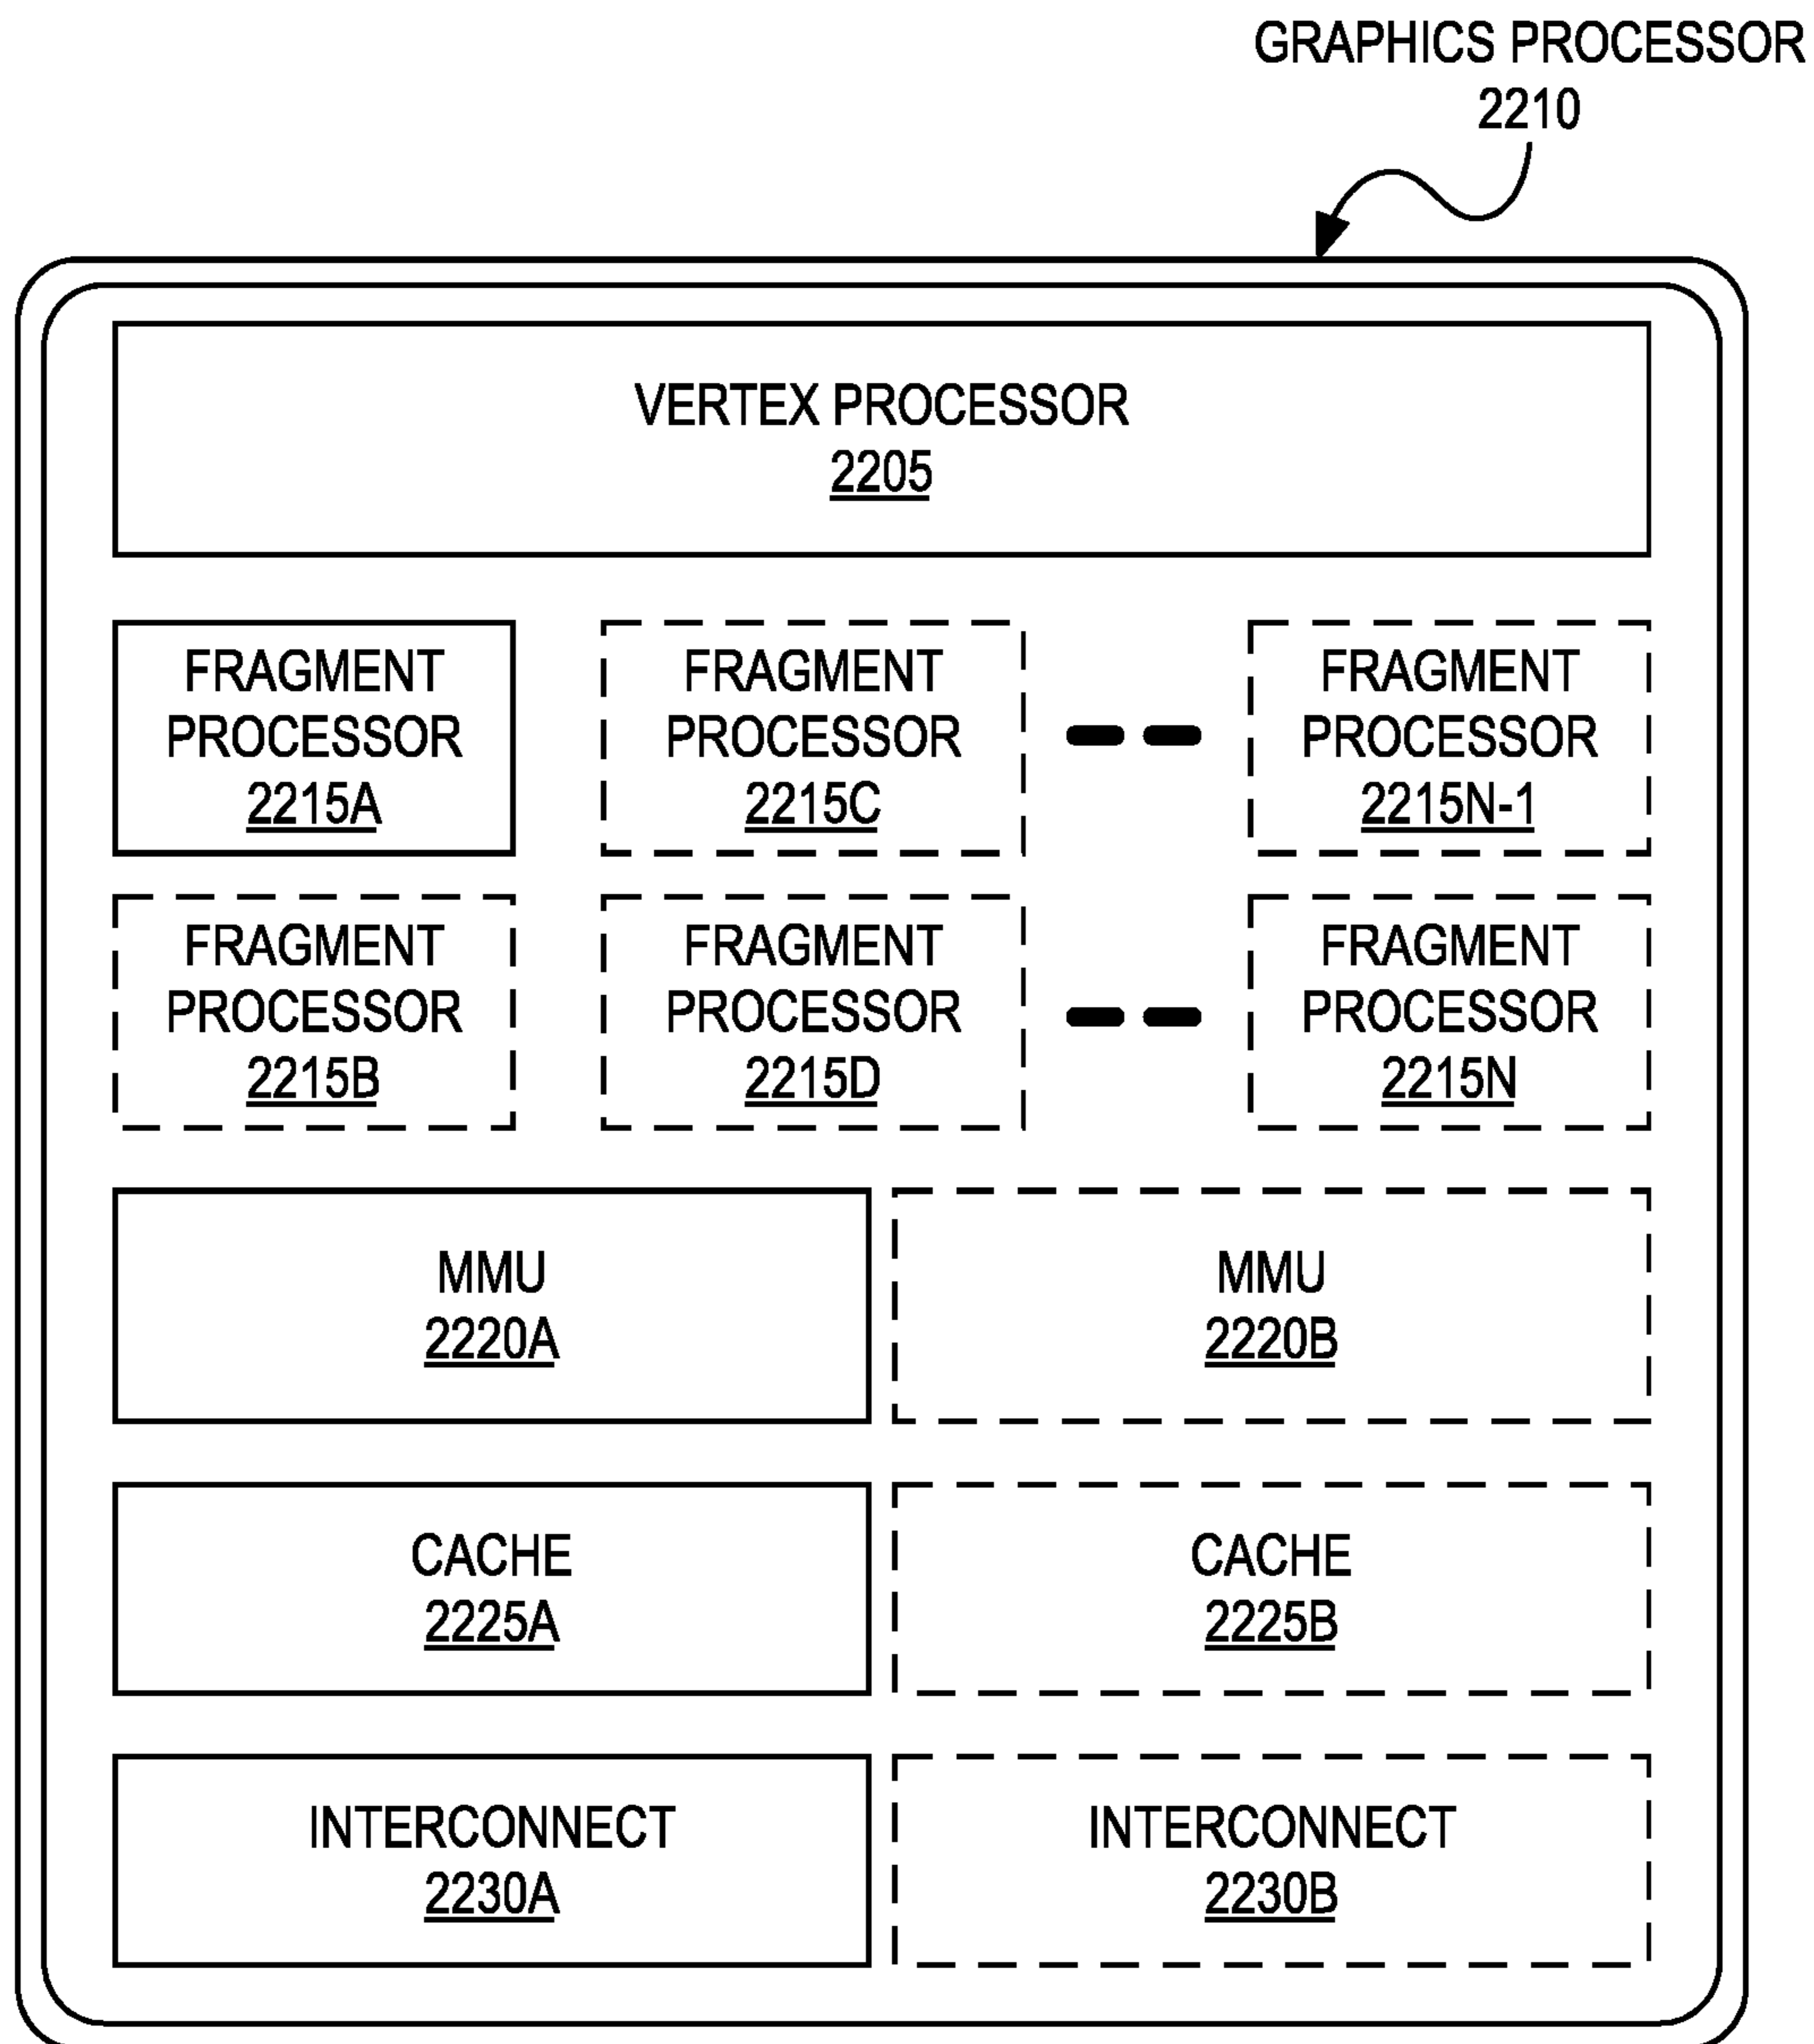 GRAPHICS PROCESSOR
2210
VERTEX PROCESSOR
2205
FRAGMENT
PROCESSOR
2215A
FRAGMENT
PROCESSOR
2215C
FRAGMENT
PROCESSOR
2215N-1
FRAGMENT
PROCESSOR
2215B
FRAGMENT
PROCESSOR
2215D
FRAGMENT
PROCESSOR
2215N
MMU
2220A
MMU
2220B
CACHE
2225A
CACHE
2225B
INTERCONNECT
2230A
INTERCONNECT
2230B